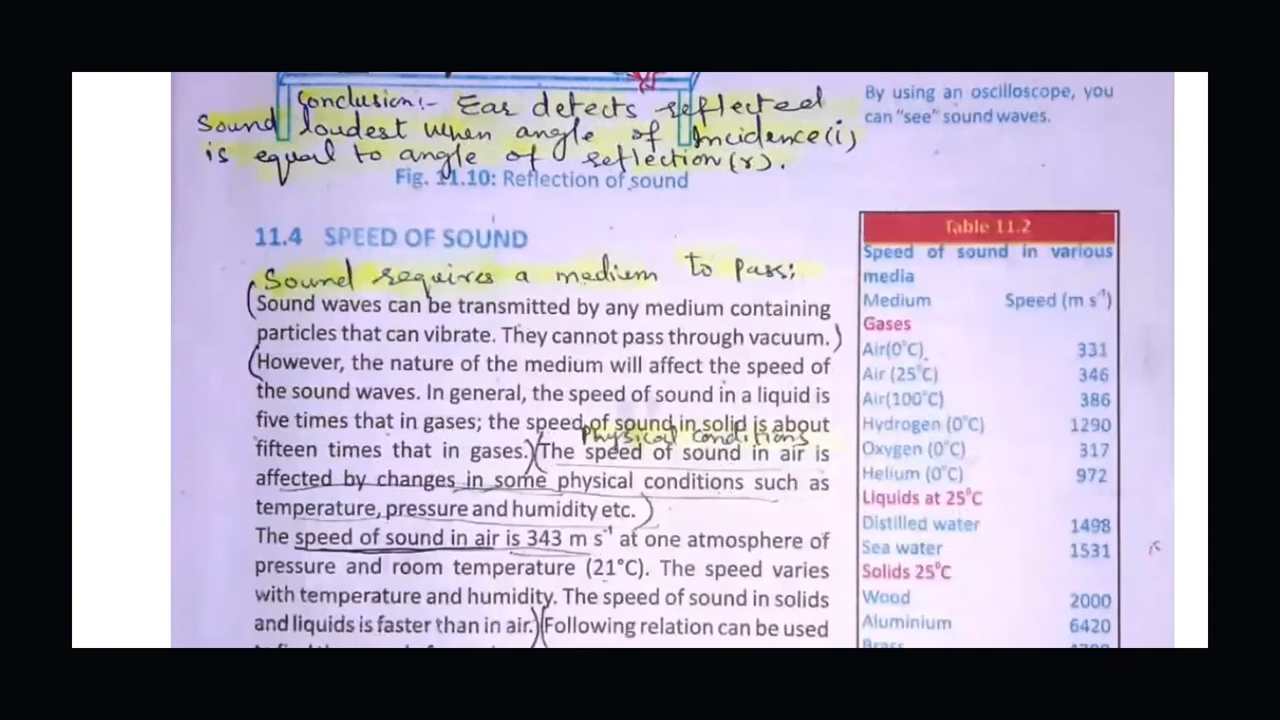 Conclusion:- Ear detects reflected
Sound loudest when angle of Incidence(i)
is equal to angle of reflection(r).
Fig. 11.10: Reflection of sound
11.4 SPEED OF SOUND
Sound requires a medium to pass:
Sound waves can be transmitted by any medium containing
particles that can vibrate. They cannot pass through vacuum.
However, the nature of the medium will affect the speed of
the sound waves. In general, the speed of sound in a liquid is
five times that in gases; the speed of sound in solid is about
Physical conditions
fifteen times that in gases. The speed of sound in air is
affected by changes in some physical conditions such as
temperature, pressure and humidity etc.
The speed of sound in air is 343 m s⁻¹ at one atmosphere of
pressure and room temperature (21°C). The speed varies
with temperature and humidity. The speed of sound in solids
and liquids is faster than in air. Following relation can be used
By using an oscilloscope, you
can "see" sound waves.
Table 11.2
Speed of sound in various
media
Medium Speed (m s⁻¹)
Gases
Air(0°C) 331
Air (25°C) 346
Air(100°C) 386
Hydrogen (0°C) 1290
Oxygen (0°C) 317
Helium (0°C) 972
Liquids at 25°C
Distilled water 1498
Sea water 1531
Solids 25°C
Wood 2000
Aluminium 6420
Brass